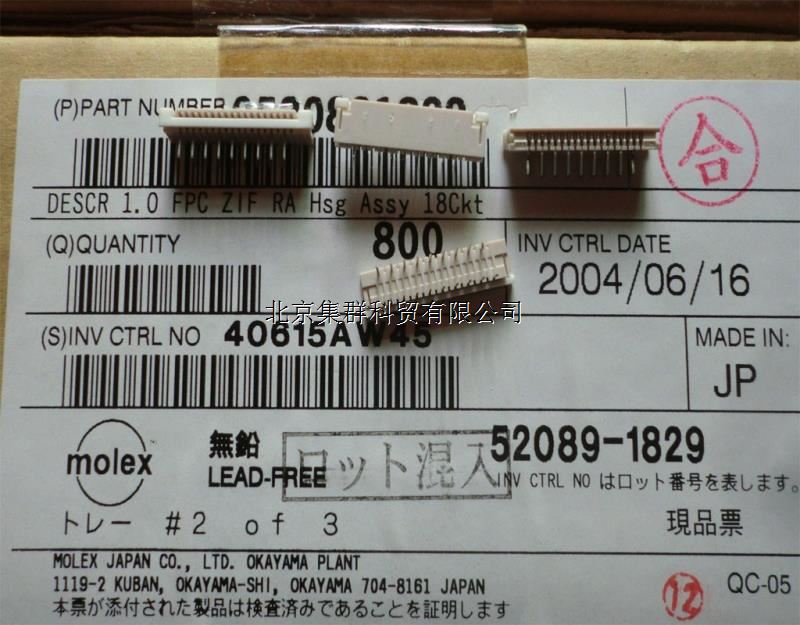 (P)PART NUMBER
DESCR 1.0 FPC ZIF RA Hsg Assy 18Ckt
(Q)QUANTITY 800
INV CTRL DATE
2004/06/16
北京集群科贸有限公司
(S)INV CTRL NO 40615AW45
MADE IN:
JP
合
molex
無鉛
LEAD-FREE
ロット混入
52089-1829
INV CTRL NO はロット番号を表します。
トレー #2 of 3
現品票
MOLEX JAPAN CO., LTD. OKAYAMA PLANT
1119-2 KUBAN, OKAYAMA-SHI, OKAYAMA 704-8161 JAPAN
本票が添付された製品は検査済みであることを証明します
12
QC-05